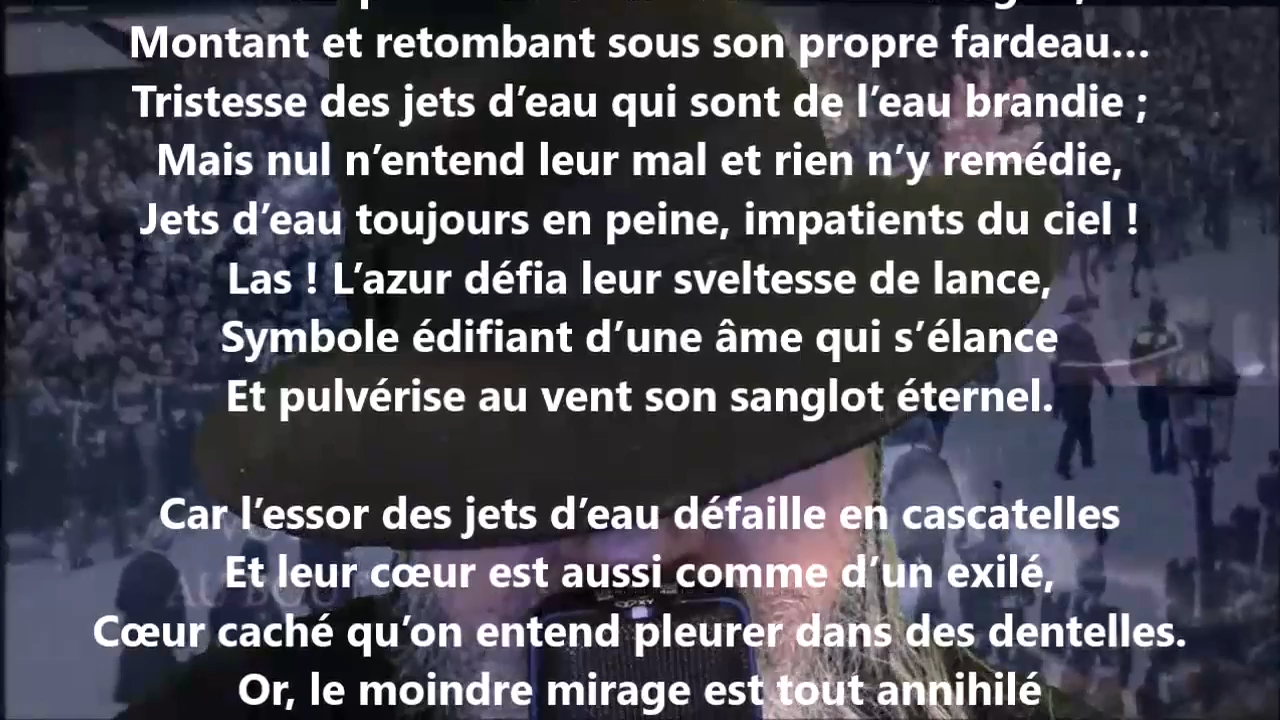 Montant et retombant sous son propre fardeau…
Tristesse des jets d’eau qui sont de l’eau brandie ;
Mais nul n’entend leur mal et rien n’y remédie,
Jets d’eau toujours en peine, impatients du ciel !
Las ! L’azur défia leur sveltesse de lance,
Symbole édifiant d’une âme qui s’élance
Et pulvérise au vent son sanglot éternel.
Car l’essor des jets d’eau défaille en cascatelles
Et leur cœur est aussi comme d’un exilé,
AU BOU
Cœur caché qu’on entend pleurer dans des dentelles.
Or, le moindre mirage est tout annihilé